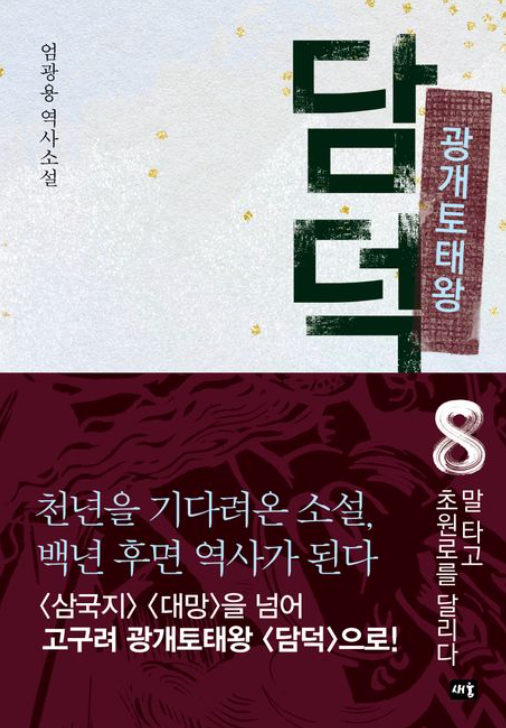 엄광용 역사소설
담덕
광개토태왕
8
말 타고
초원로를 달리다
천년을 기다려온 소설,
백년 후면 역사가 된다
〈삼국지〉 〈대망〉을 넘어
고구려 광개토태왕 〈담덕〉으로!
새움